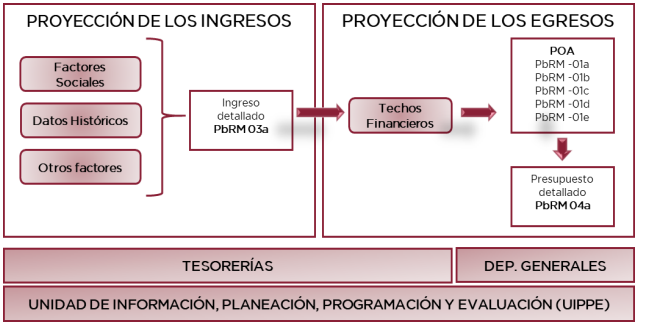 PROYECCIÓN DE LOS INGRESOS
Factores
Sociales
Datos Históricos
Otros factores
Ingreso
detallado
PbRM 03a
PROYECCIÓN DE LOS EGRESOS
Techos
Financieros
POA
PbRM -01a
PbRM -01b
PbRM -01c
PbRM -01d
PbRM -01e
Presupuesto
detallado
PbRM 04a
TESORERÍAS
DEP. GENERALES
UNIDAD DE INFORMACIÓN, PLANEACIÓN, PROGRAMACIÓN Y EVALUACIÓN (UIPPE)